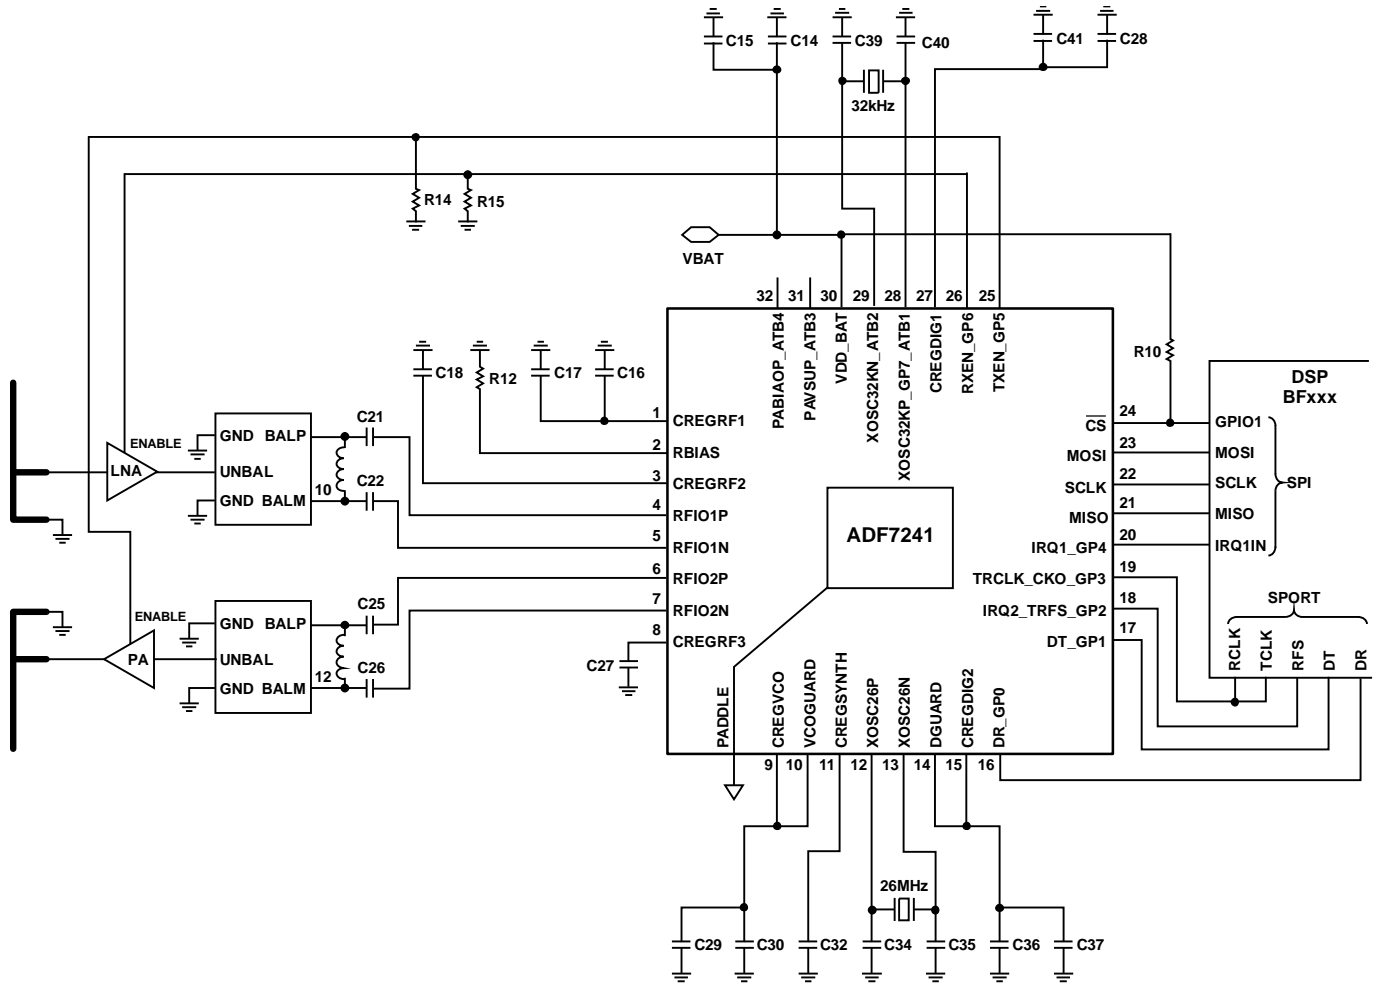 C15
C14
C39
C40
C41
C28
32kHz
R14
R15
VBAT
32
31
30
29
28
27
26
25
PABIAOP_ATB4
PAVSUP_ATB3
VDD_BAT
XOSC32KN_ATB2
XOSC32KP_GP7_ATB1
CREGDIG1
RXEN_GP6
TXEN_GP5
R10
C18
R12
C17
C16
DSP
BFxxx
1 CREGRF1
2 RBIAS
3 CREGRF2
4 RFIO1P
5 RFIO1N
6 RFIO2P
7 RFIO2N
8 CREGRF3
CS 24
MOSI 23
SCLK 22
MISO 21
IRQ1_GP4 20
TRCLK_CKO_GP3 19
IRQ2_TRFS_GP2 18
DT_GP1 17
GPIO1
MOSI
SCLK
MISO
IRQ1IN
SPI
SPORT
RCLK
TCLK
RFS
DT
DR
ADF7241
ENABLE
LNA
GND BALP
UNBAL
GND BALM
10
C21
C22
ENABLE
PA
GND BALP
UNBAL
GND BALM
12
C25
C26
C27
PADDLE
CREGVCO
VCOGUARD
CREGSYNTH
XOSC26P
XOSC26N
DGUARD
CREGDIG2
DR_GP0
9
10
11
12
13
14
15
16
26MHz
C29
C30
C32
C34
C35
C36
C37